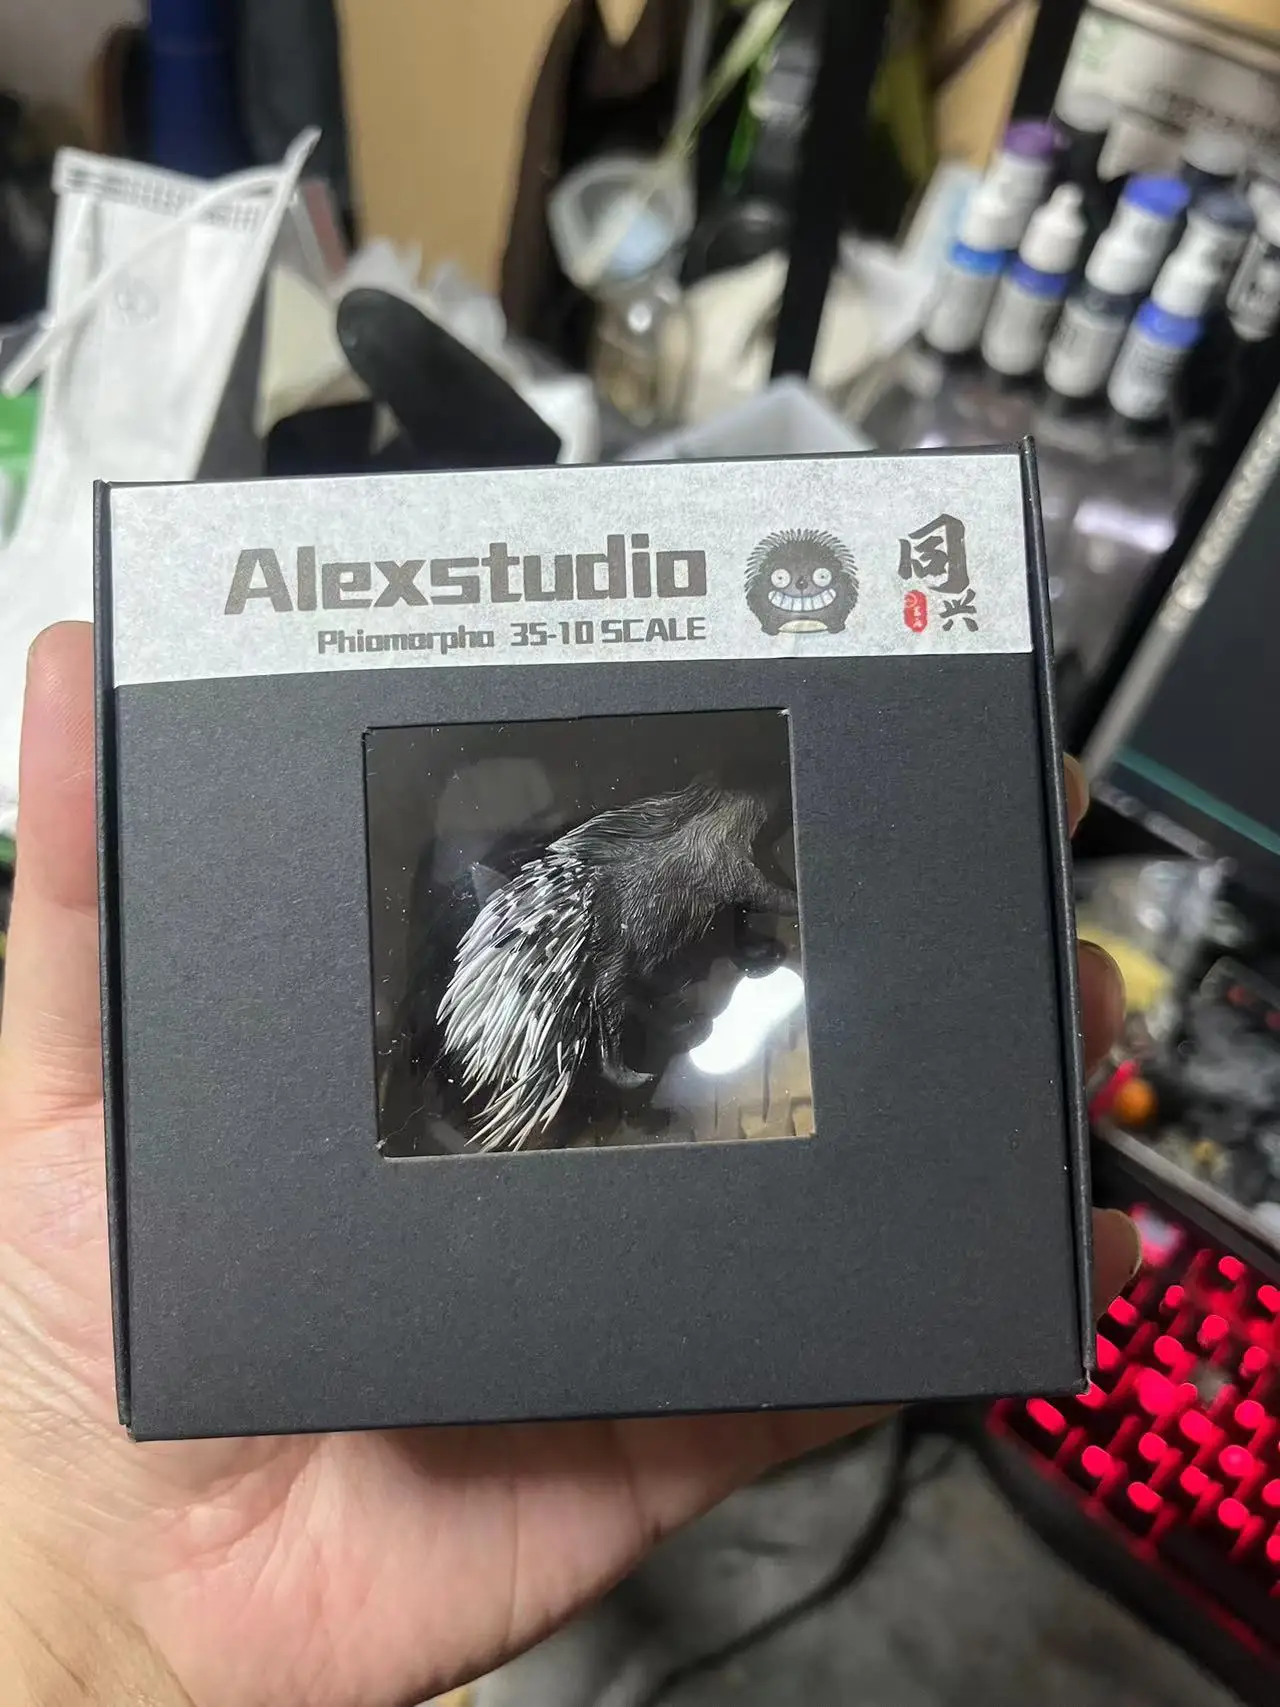 Alexstudio
Phiomorpha 35-10 SCALE
同
兴